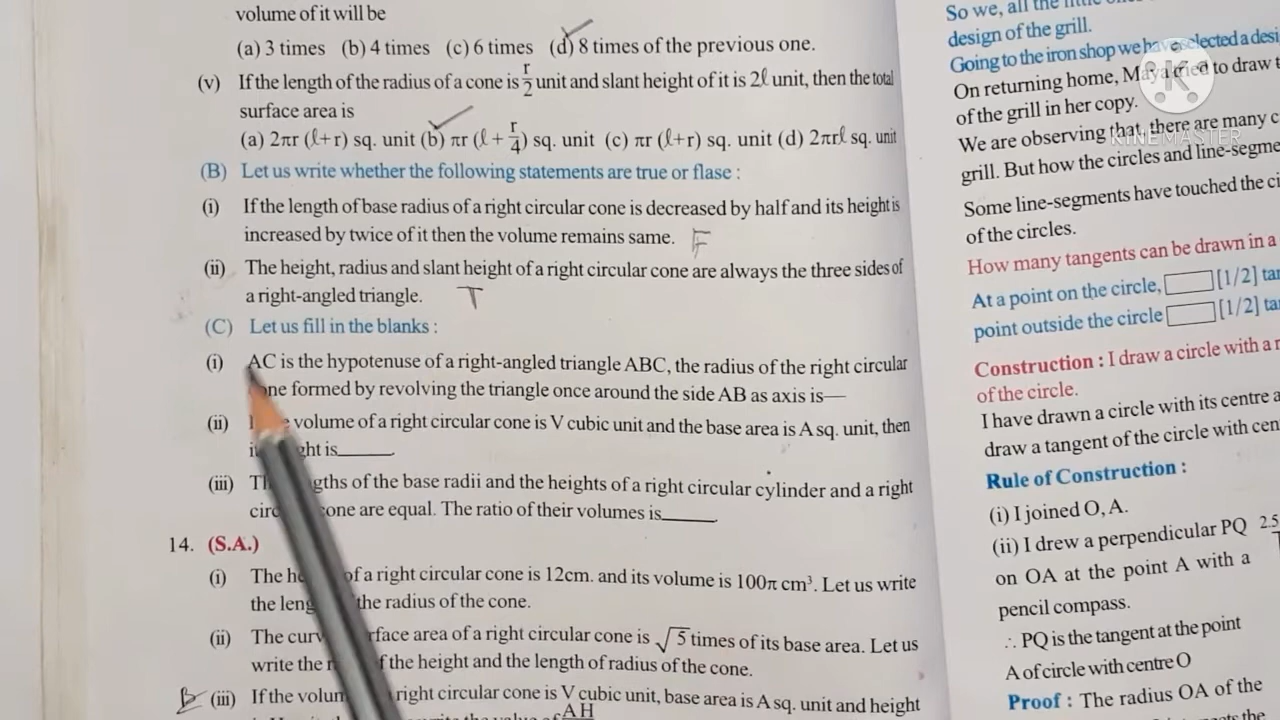 volume of it will be
(a) 3 times (b) 4 times (c) 6 times (d) 8 times of the previous one.
(v) If the length of the radius of a cone is r/2 unit and slant height of it is 2ℓ unit, then the total
surface area is
(a) 2πr (ℓ+r) sq. unit (b) πr (ℓ + r/4) sq. unit (c) πr (ℓ+r) sq. unit (d) 2πrℓ sq. unit
(B) Let us write whether the following statements are true or flase :
(i) If the length of base radius of a right circular cone is decreased by half and its height is
increased by twice of it then the volume remains same. F
(ii) The height, radius and slant height of a right circular cone are always the three sides of
a right-angled triangle. T
(C) Let us fill in the blanks :
(i) AC is the hypotenuse of a right-angled triangle ABC, the radius of the right circular
formed by revolving the triangle once around the side AB as axis is—
(ii) volume of a right circular cone is V cubic unit and the base area is A sq. unit, then
is_____.
(iii) of the base radii and the heights of a right circular cylinder and a right
cone are equal. The ratio of their volumes is_____.
14. (S.A.)
(i) The of a right circular cone is 12cm. and its volume is 100π cm³. Let us write
the the radius of the cone.
(ii) The area of a right circular cone is √5 times of its base area. Let us
write the the height and the length of radius of the cone.
(iii) If the right circular cone is V cubic unit, base area is A sq. unit and height
AH
So we, all the
design of the grill.
Going to the iron shop we have selected a
On returning home, Maya tried to draw
of the grill in her copy.
We are observing that, there are many
grill. But how the circles and
Some line-segments have touched the
of the circles.
How many tangents can be drawn in a
At a point on the circle, [1/2]
point outside the circle [1/2]
Construction : I draw a circle with a
of the circle.
I have drawn a circle with its centre
draw a tangent of the circle with
Rule of Construction :
(i) I joined O, A.
(ii) I drew a perpendicular PQ 2.5
on OA at the point A with a
pencil compass.
∴ PQ is the tangent at the point
A of circle with centre O
Proof : The radius OA of the
KINEMASTER